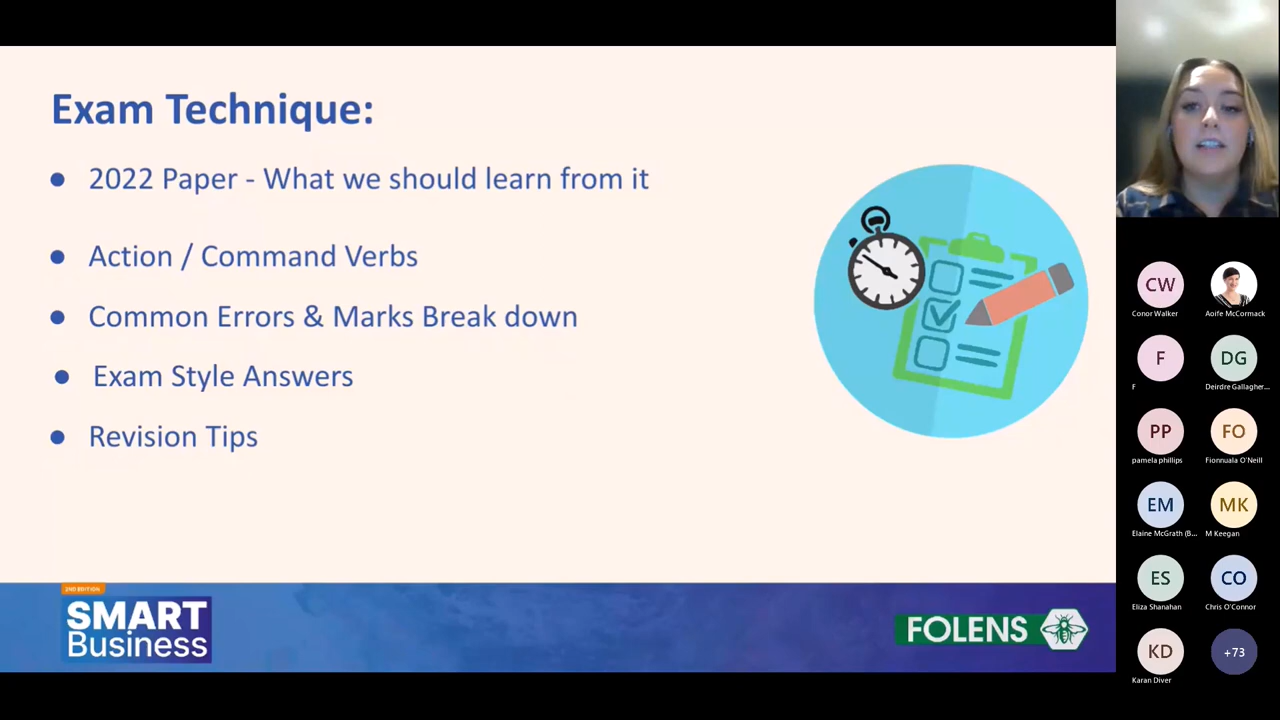 Exam Technique:
● 2022 Paper - What we should learn from it
● Action / Command Verbs
● Common Errors & Marks Break down
● Exam Style Answers
● Revision Tips
2ND EDITION
SMART
Business
FOLENS
CW
Conor Walker
Aoife McCormack
F
F
DG
Deirdre Gallagher...
PP
pamela phillips
FO
Fionnuala O'Neill
EM
Elaine McGrath (B...
MK
M Keegan
ES
Eliza Shanahan
CO
Chris O'Connor
KD
Karan Diver
+73